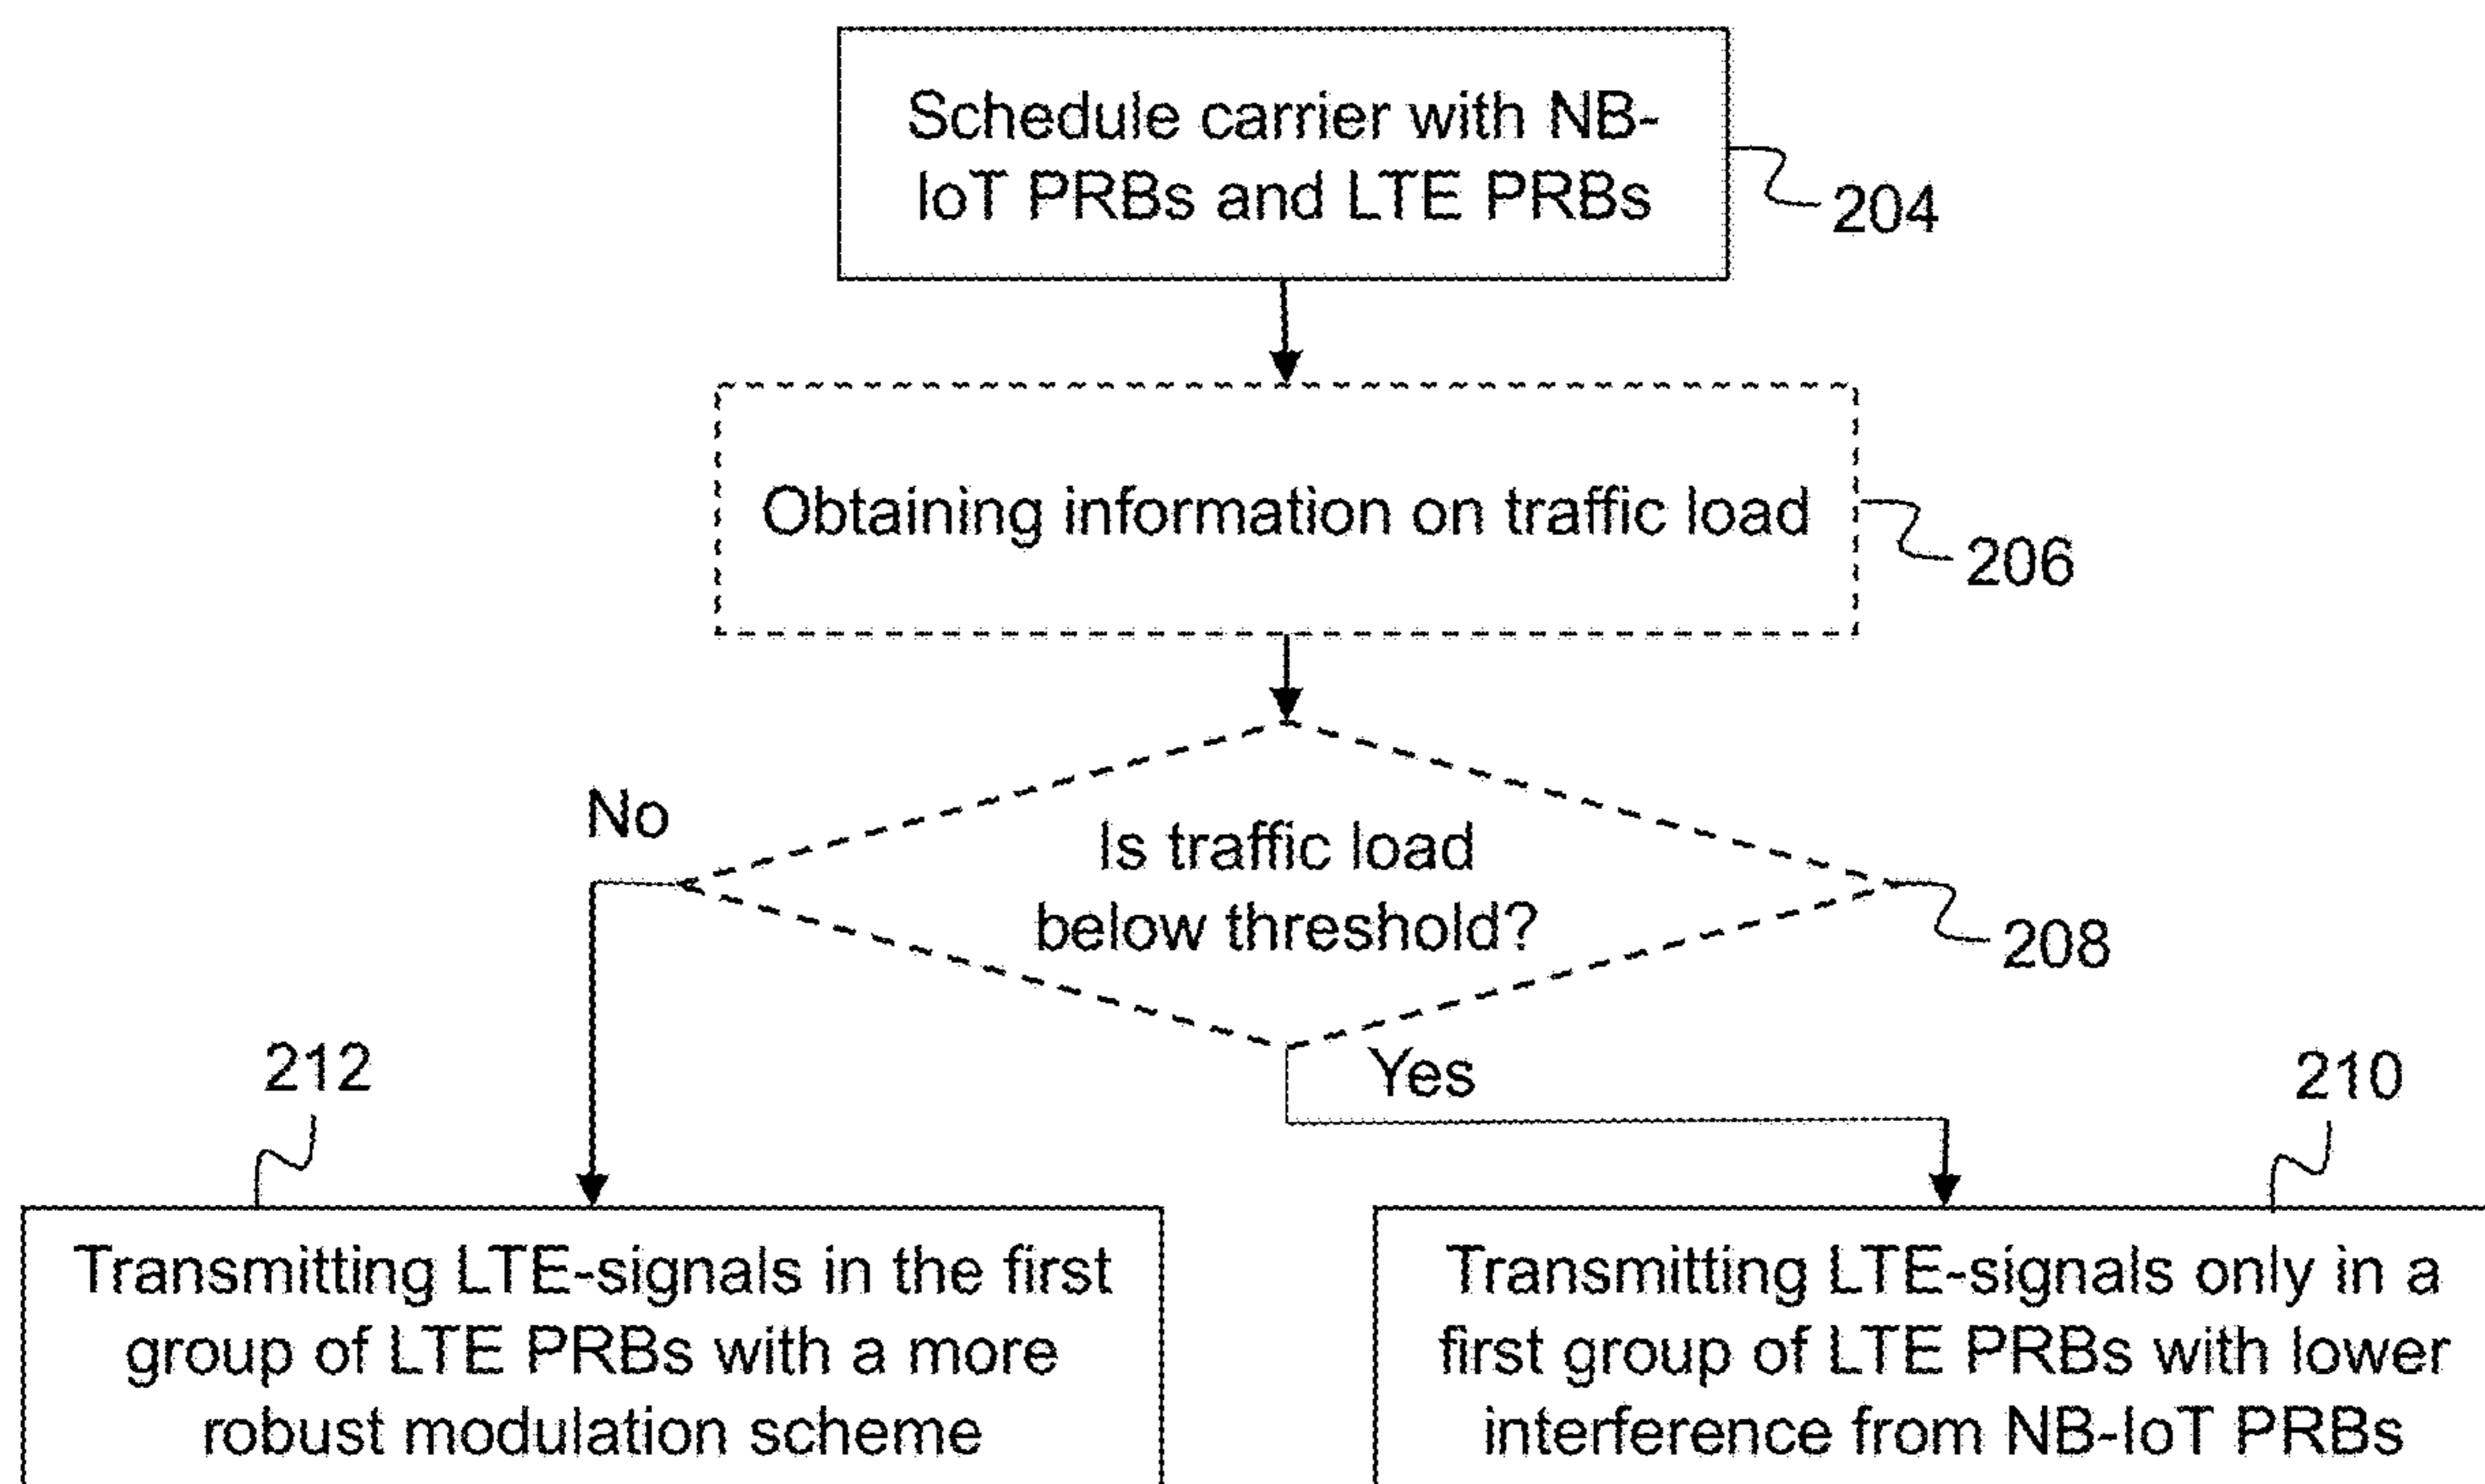 Schedule carrier with NB-
IoT PRBs and LTE PRBs
204
Obtaining information on traffic load
206
No
Is traffic load
below threshold?
208
Yes
212
210
Transmitting LTE-signals in the first
group of LTE PRBs with a more
robust modulation scheme
Transmitting LTE-signals only in a
first group of LTE PRBs with lower
interference from NB-IoT PRBs